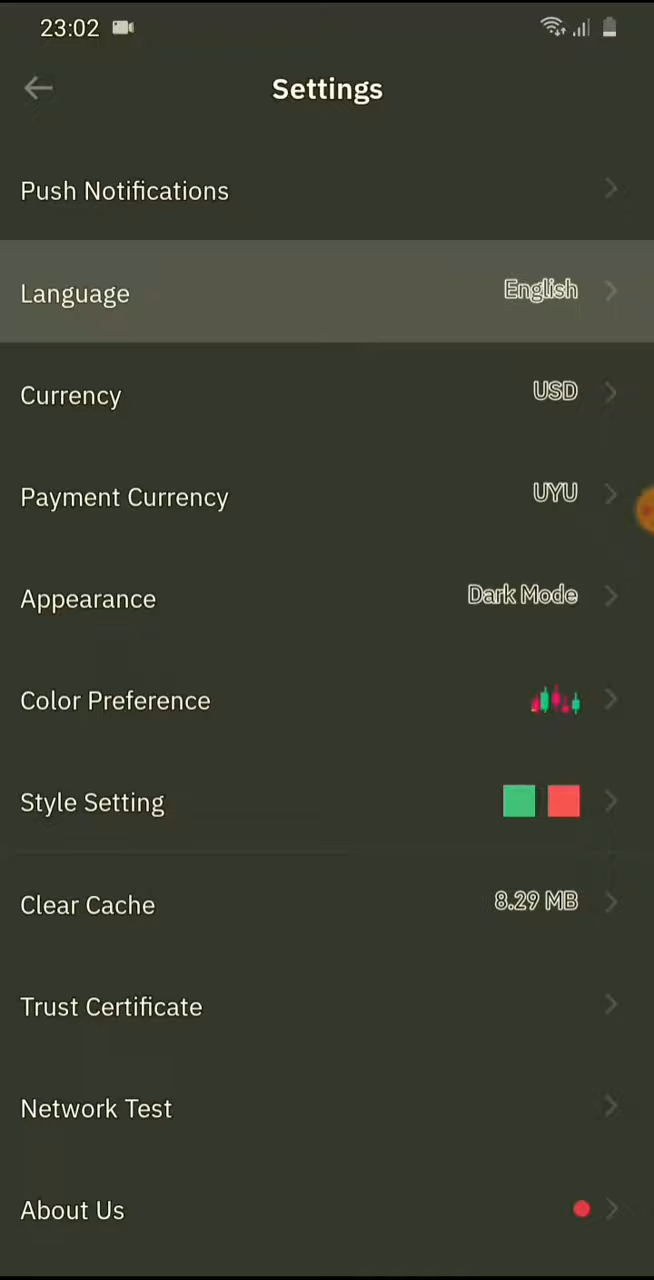 23:02
Settings
Push Notifications
Language English
Currency USD
Payment Currency UYU
Appearance Dark Mode
Color Preference
Style Setting
Clear Cache 8.29 MB
Trust Certificate
Network Test
About Us